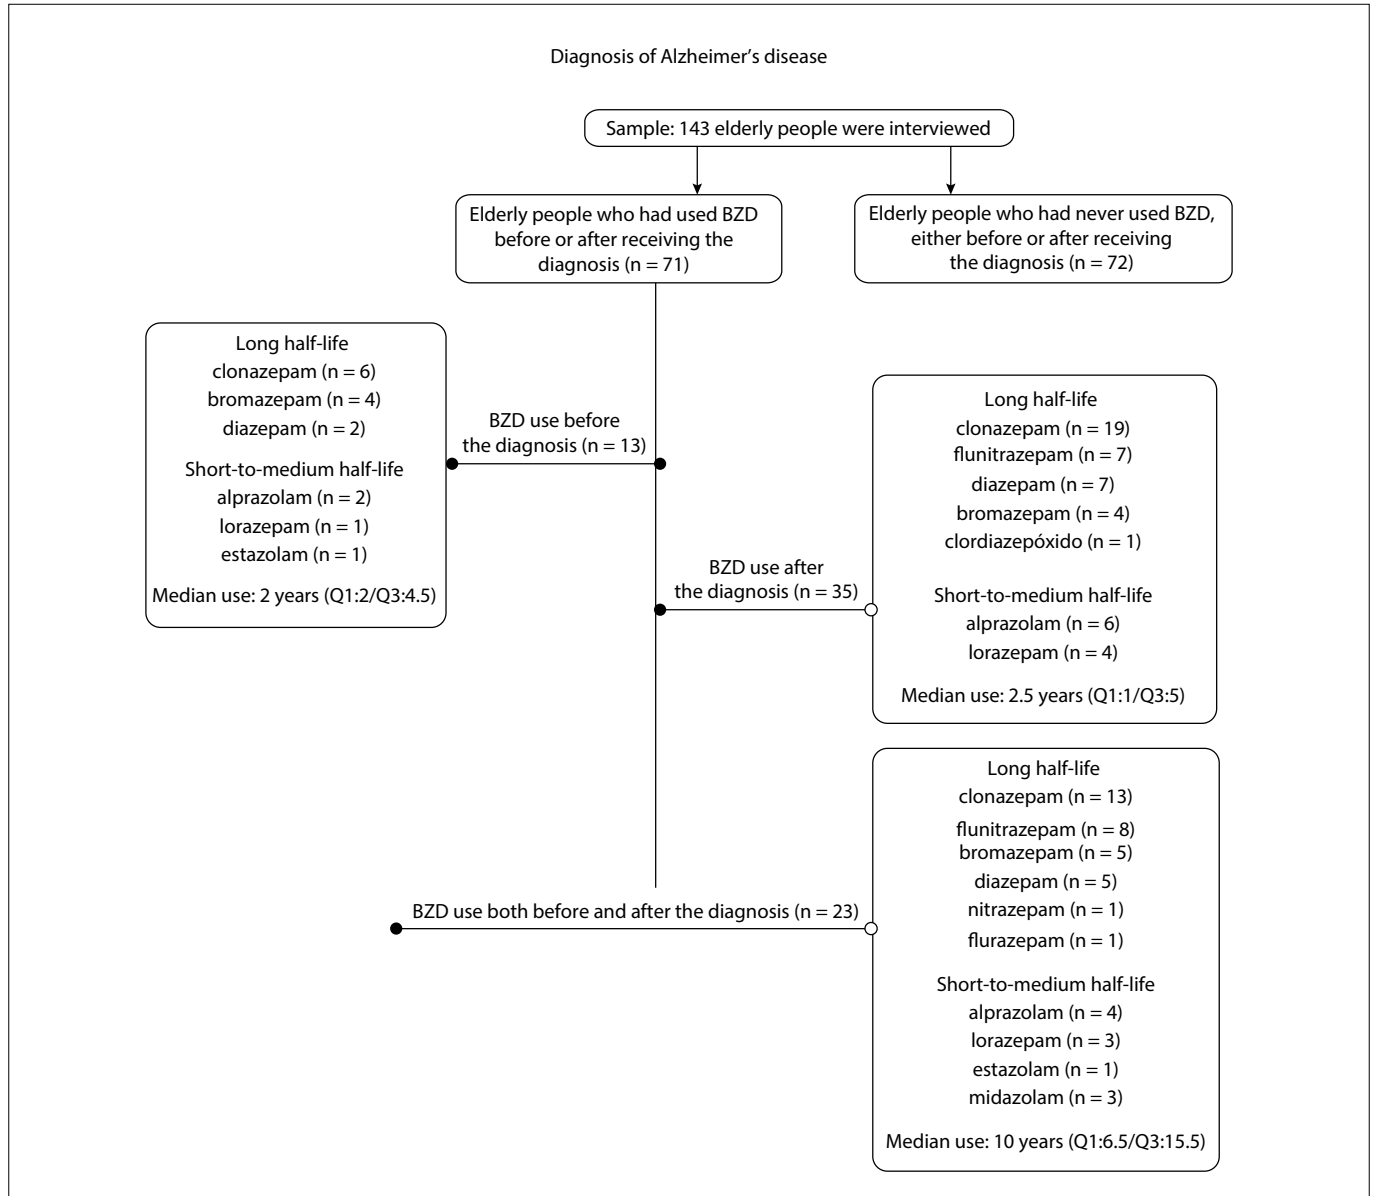 Diagnosis of Alzheimer’s disease
Sample: 143 elderly people were interviewed
Elderly people who had used BZD
before or after receiving the
diagnosis (n = 71)
Elderly people who had never used BZD,
either before or after receiving
the diagnosis (n = 72)
Long half-life
clonazepam (n = 6)
bromazepam (n = 4)
diazepam (n = 2)
Short-to-medium half-life
alprazolam (n = 2)
lorazepam (n = 1)
estazolam (n = 1)
Median use: 2 years (Q1:2/Q3:4.5)
BZD use before
the diagnosis (n = 13)
BZD use after
the diagnosis (n = 35)
Long half-life
clonazepam (n = 19)
flunitrazepam (n = 7)
diazepam (n = 7)
bromazepam (n = 4)
clordiazepóxido (n = 1)
Short-to-medium half-life
alprazolam (n = 6)
lorazepam (n = 4)
Median use: 2.5 years (Q1:1/Q3:5)
BZD use both before and after the diagnosis (n = 23)
Long half-life
clonazepam (n = 13)
flunitrazepam (n = 8)
bromazepam (n = 5)
diazepam (n = 5)
nitrazepam (n = 1)
flurazepam (n = 1)
Short-to-medium half-life
alprazolam (n = 4)
lorazepam (n = 3)
estazolam (n = 1)
midazolam (n = 3)
Median use: 10 years (Q1:6.5/Q3:15.5)